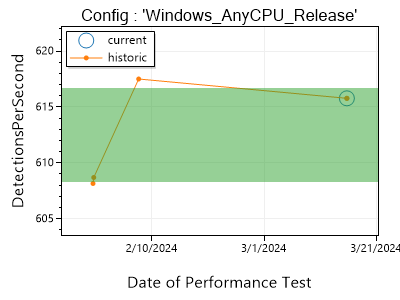 Config : 'Windows_AnyCPU_Release'
current
historic
DetectionsPerSecond
620
615
610
605
2/10/2024
3/1/2024
3/21/2024
Date of Performance Test